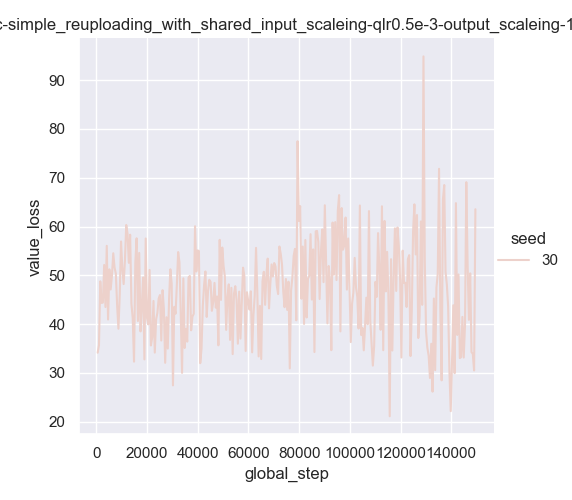 c-simple_reuploading_with_shared_input_scaleing-qlr0.5e-3-output_scaleing-1
90
80
70
60
50
40
30
20
value_loss
0 20000 40000 60000 80000 100000 120000 140000
global_step
seed
30